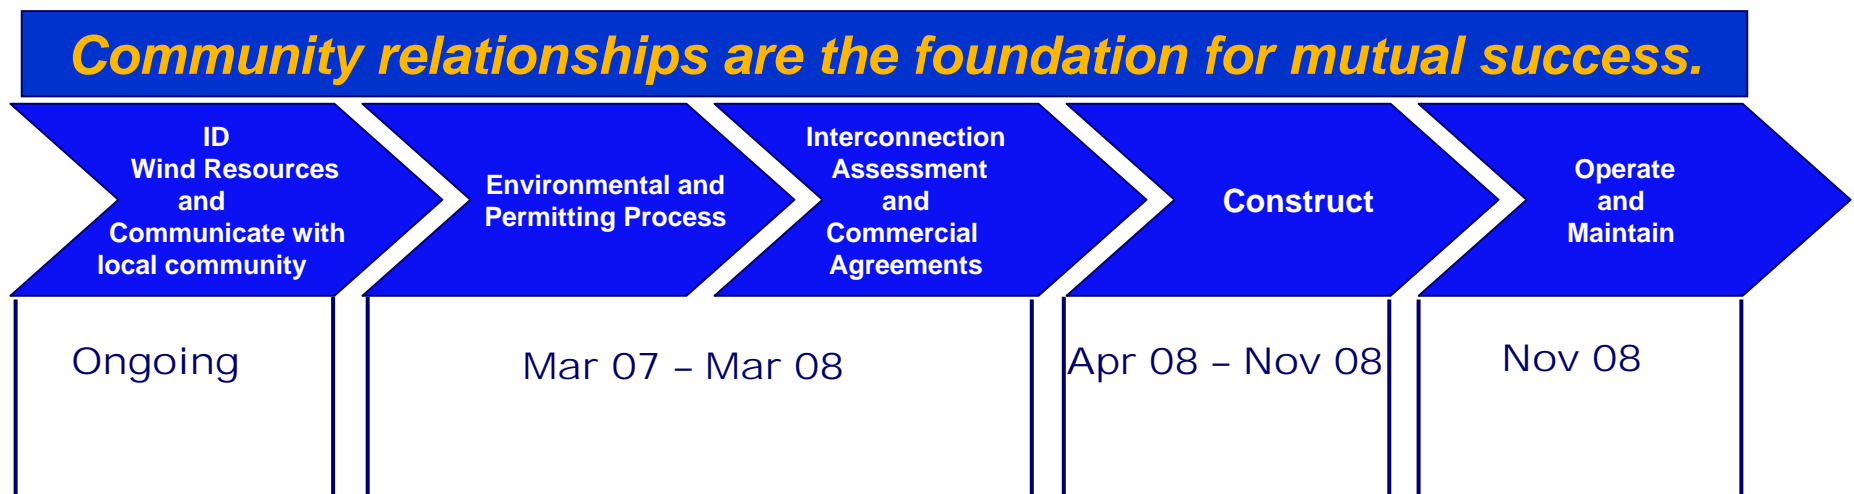 Community relationships are the foundation for mutual success.
ID
Wind Resources
and
Communicate with
local community
Environmental and
Permitting Process
Interconnection
Assessment
and
Commercial
Agreements
Construct
Operate
and
Maintain
Ongoing
Mar 07 – Mar 08
Apr 08 – Nov 08
Nov 08